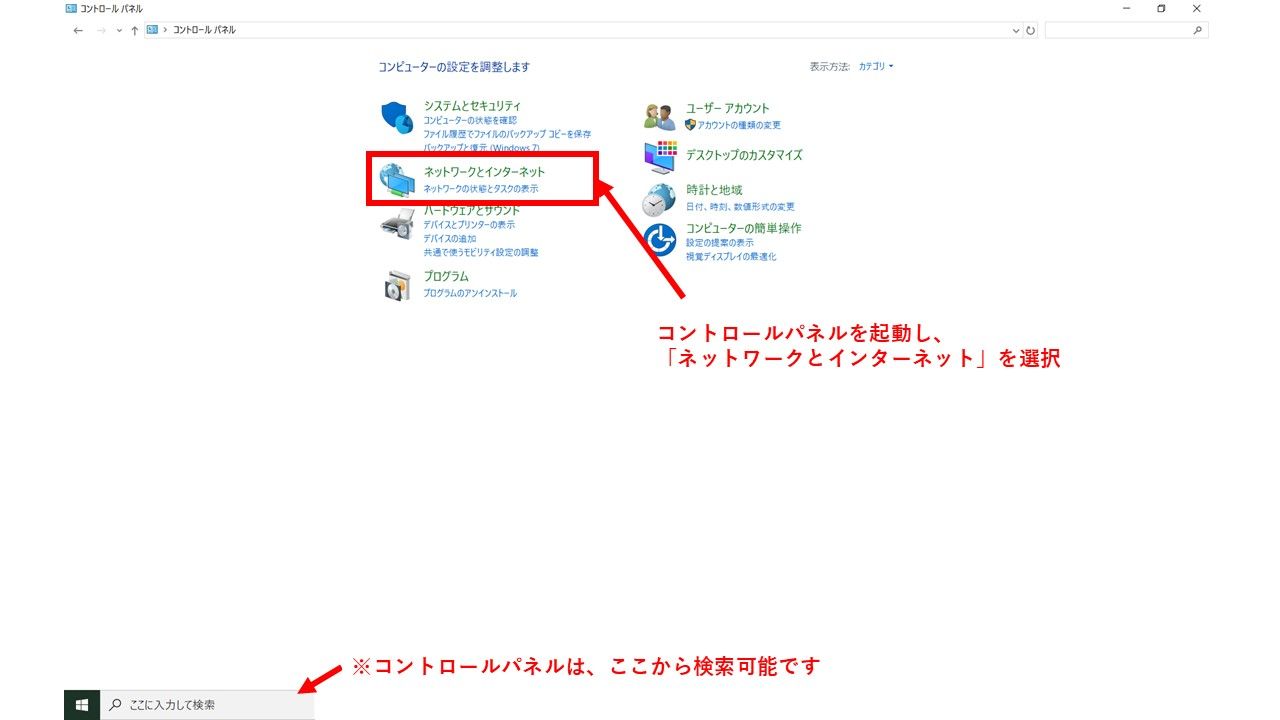 コントロール パネル
コントロール パネル
コンピューターの設定を調整します
表示方法: カテゴリ
システムとセキュリティ
コンピューターの状態を確認
ファイル履歴でファイルのバックアップ コピーを保存
バックアップと復元 (Windows 7)
ネットワークとインターネット
ネットワークの状態とタスクの表示
ハードウェアとサウンド
デバイスとプリンターの表示
デバイスの追加
共通で使うモビリティ設定の調整
プログラム
プログラムのアンインストール
ユーザー アカウント
アカウントの種類の変更
デスクトップのカスタマイズ
時計と地域
日付、時刻、数値形式の変更
コンピューターの簡単操作
設定の提案の表示
視覚ディスプレイの最適化
コントロールパネルを起動し、
「ネットワークとインターネット」を選択
※コントロールパネルは、ここから検索可能です
ここに入力して検索